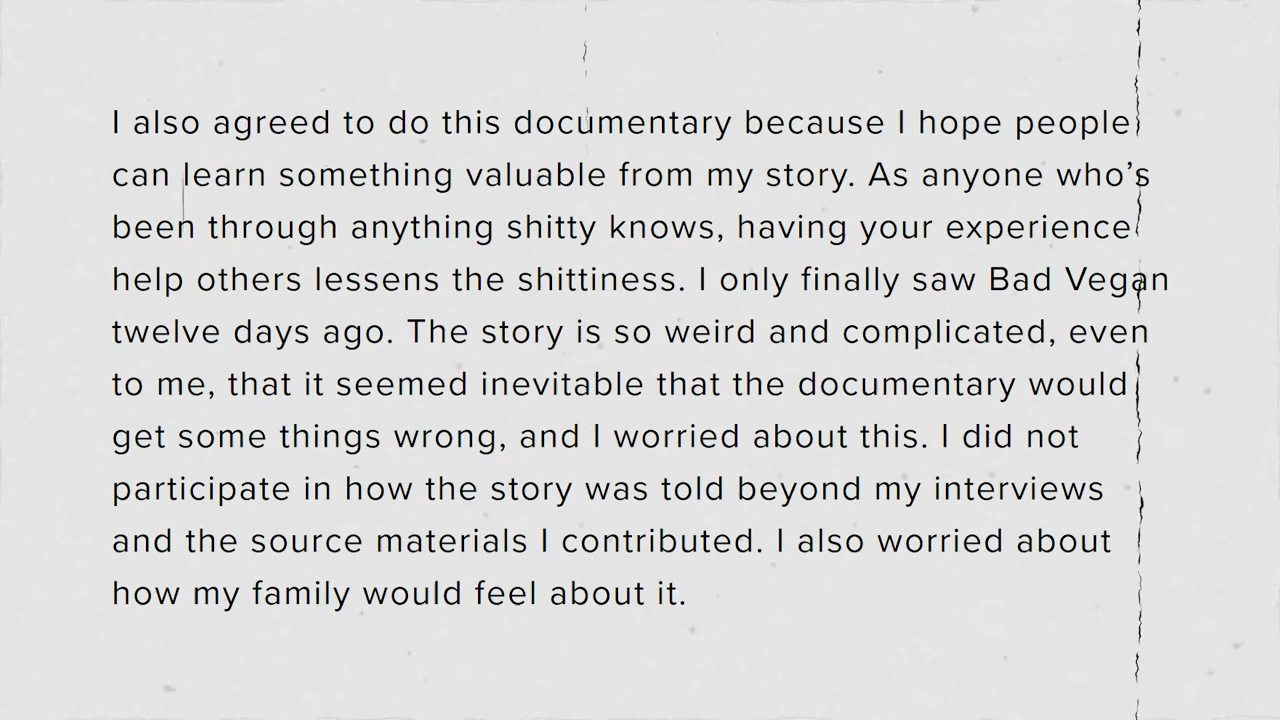 I also agreed to do this documentary because I hope people
can learn something valuable from my story. As anyone who’s
been through anything shitty knows, having your experience
help others lessens the shittiness. I only finally saw Bad Vegan
twelve days ago. The story is so weird and complicated, even
to me, that it seemed inevitable that the documentary would
get some things wrong, and I worried about this. I did not
participate in how the story was told beyond my interviews
and the source materials I contributed. I also worried about
how my family would feel about it.